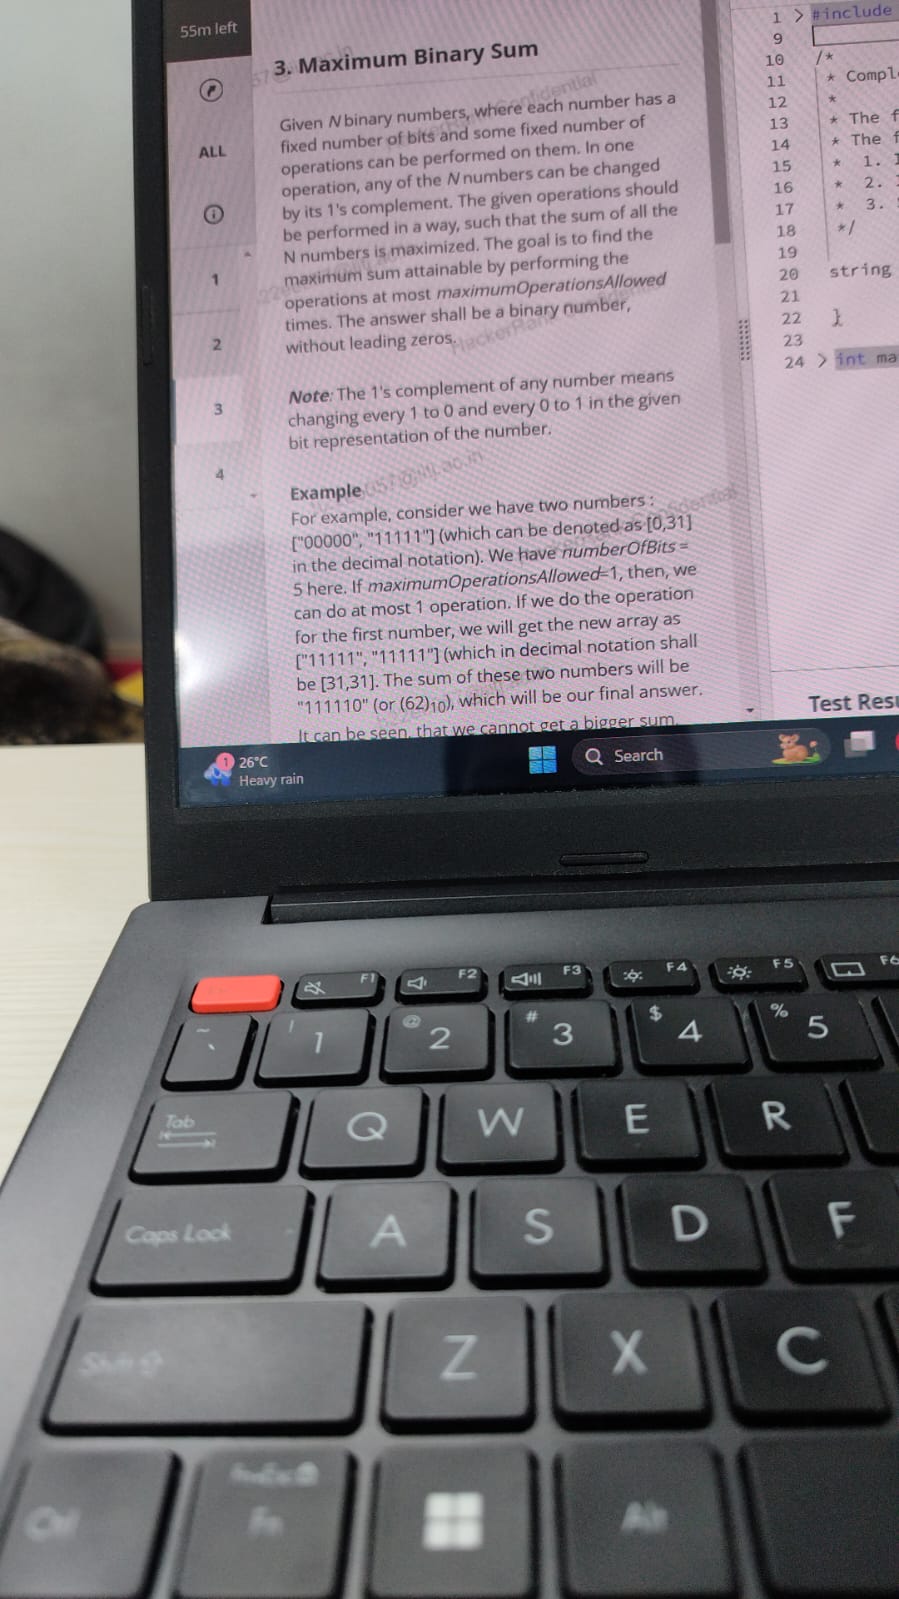 55m left
ALL
1
2
3
4
3. Maximum Binary Sum
Given N binary numbers, where each number has a
fixed number of bits and some fixed number of
operations can be performed on them. In one
operation, any of the N numbers can be changed
by its 1's complement. The given operations should
be performed in a way, such that the sum of all the
N numbers is maximized. The goal is to find the
maximum sum attainable by performing the
operations at most maximumOperationsAllowed
times. The answer shall be a binary number,
without leading zeros.
Note: The 1's complement of any number means
changing every 1 to 0 and every 0 to 1 in the given
bit representation of the number.
Example
For example, consider we have two numbers :
["00000", "11111"] (which can be denoted as [0,31]
in the decimal notation). We have numberOfBits =
5 here. If maximumOperationsAllowed=1, then, we
can do at most 1 operation. If we do the operation
for the first number, we will get the new array as
["11111", "11111"] (which in decimal notation shall
be [31,31]. The sum of these two numbers will be
"111110" (or (62)10), which will be our final answer.
It can be seen, that we cannot get a bigger sum.
1 > #include
9
10 /*
11 * Compl
12 *
13 * The f
14 * The f
15 * 1.
16 * 2.
17 * 3.
18 */
19
20 string
21
22 }
23
24 > int ma
Test Resu
1
26°C
Heavy rain
Search
F1 F2 F3 F4 F5 F6
~ ` ! 1 @ 2 # 3 $ 4 % 5
Tab Q W E R
Caps Lock A S D F
Shift Z X C
Ctrl Fn Alt